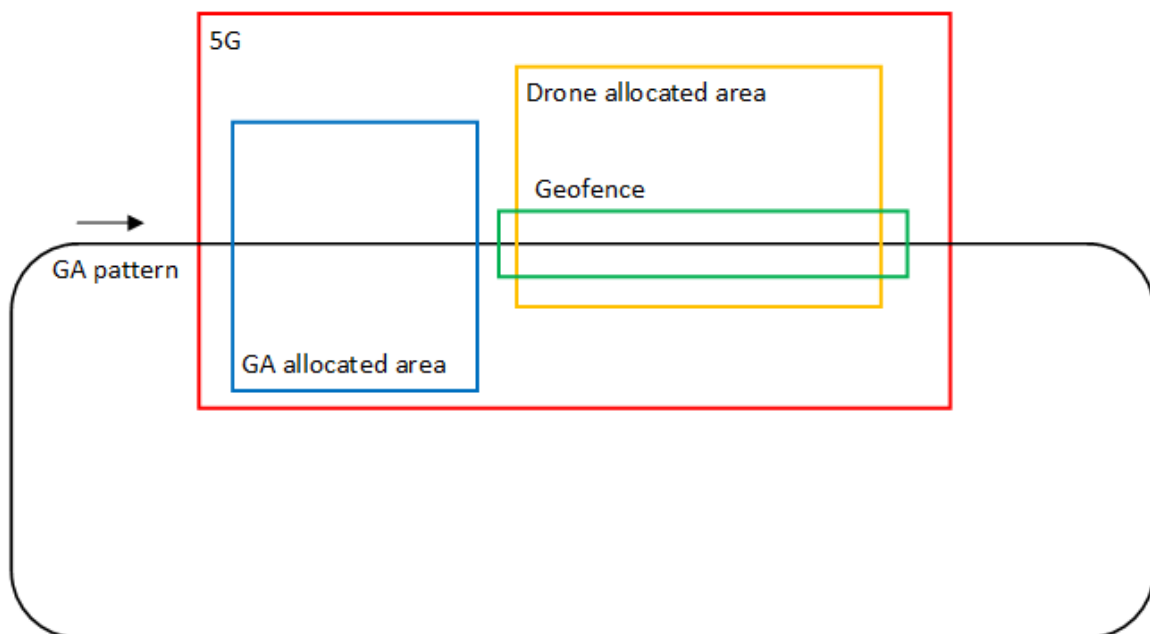 5G
Drone allocated area
Geofence
GA pattern
GA allocated area